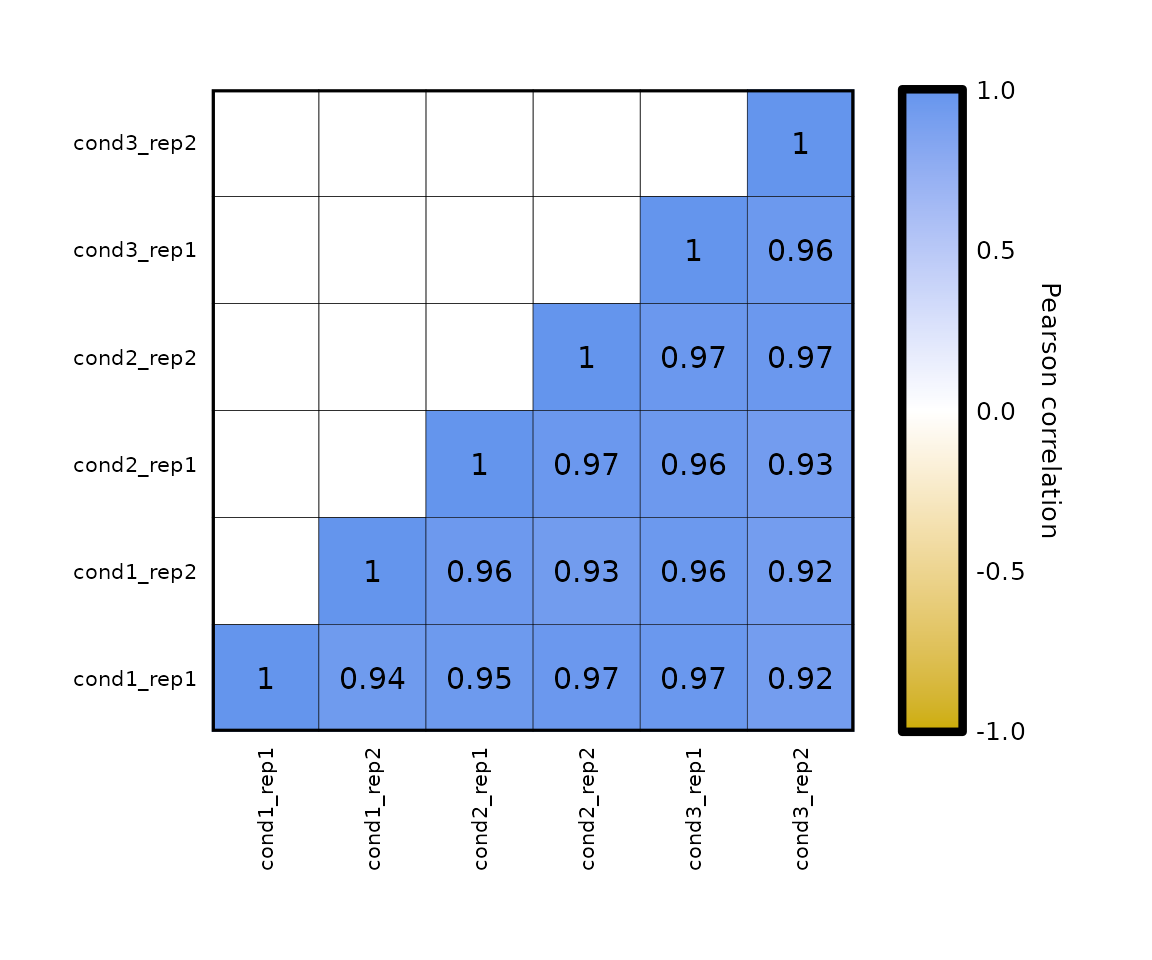 cond3_rep2 1
cond3_rep1 1 0.96
cond2_rep2 1 0.97 0.97
cond2_rep1 1 0.97 0.96 0.93
cond1_rep2 1 0.96 0.93 0.96 0.92
cond1_rep1 1 0.94 0.95 0.97 0.97 0.92
cond1_rep1
cond1_rep2
cond2_rep1
cond2_rep2
cond3_rep1
cond3_rep2
1.0
0.5
0.0
-0.5
-1.0
Pearson correlation